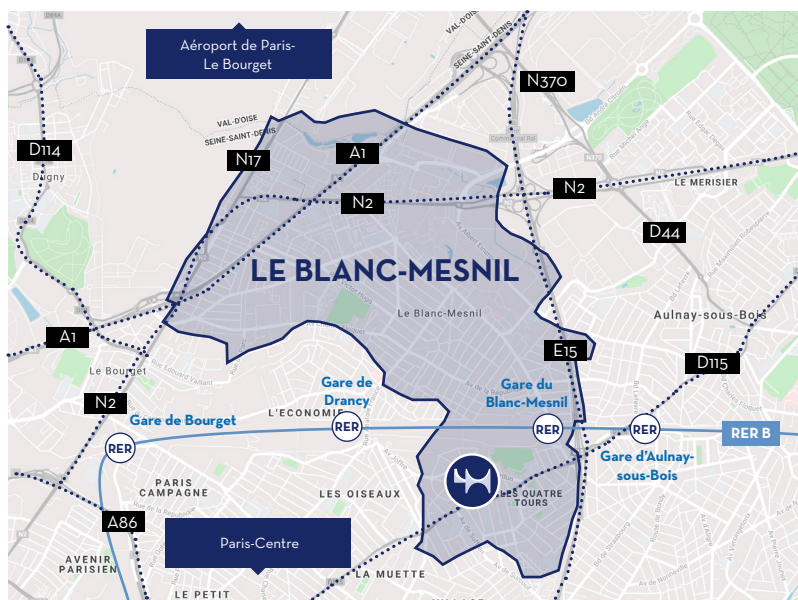 Aéroport de Paris-
Le Bourget
VAL-D'OISE
SEINE-SAINT-DENIS
VAL-D'OISE
SEINE-SAINT-DENIS
N370
D114
Dugny
N17
A1
N2
N2
LE MERISIER
D44
LE BLANC-MESNIL
Le Blanc-Mesnil
Aulnay-sous-Bois
A1
E15
D115
Le Bourget
N2
Gare de
Drancy
Gare du
Blanc-Mesnil
Gare de Bourget
L'ECONOMIE
RER
RER
RER
RER
RER B
Gare d'Aulnay-
sous-Bois
PARIS
CAMPAGNE
LES OISEAUX
LES QUATRE
TOURS
A86
Paris-Centre
AVENIR
PARISIEN
LA MUETTE
LE PETIT